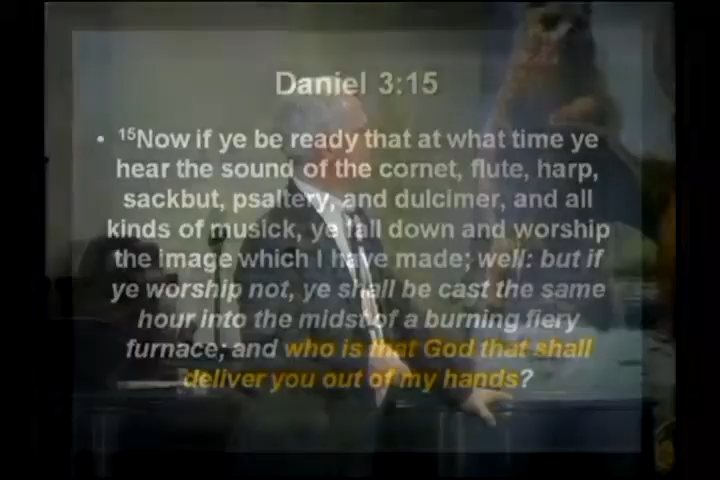 Daniel 3:15
• 15Now if ye be ready that at what time ye
hear the sound of the cornet, flute, harp,
sackbut, psaltery, and dulcimer, and all
kinds of musick, ye fall down and worship
the image which I have made; well: but if
ye worship not, ye shall be cast the same
hour into the midst of a burning fiery
furnace; and who is that God that shall
deliver you out of my hands?